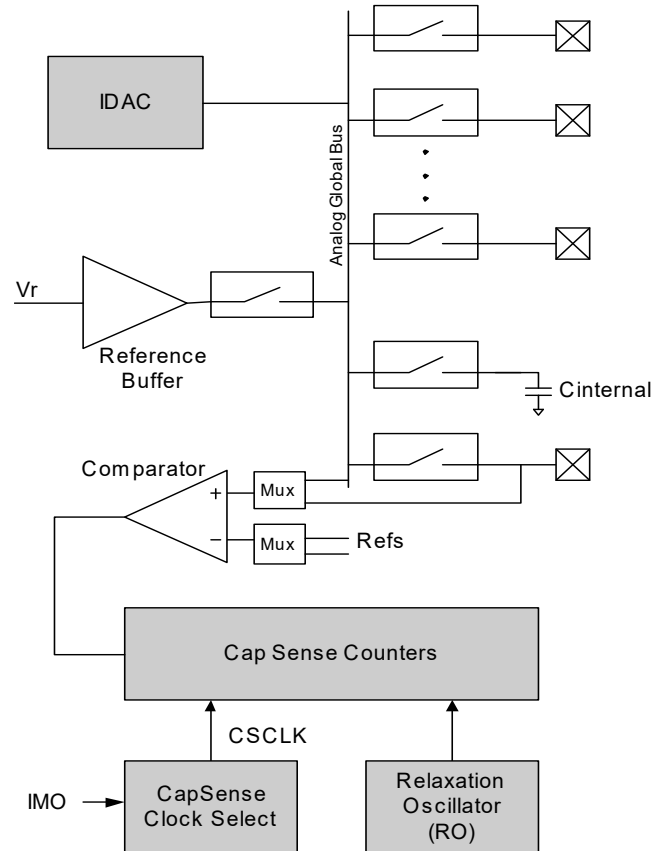 IDAC
Analog Global Bus
Vr
Reference
Buffer
Cinternal
Comparator
+
Mux
−
Mux
Refs
Cap Sense Counters
CSCLK
IMO
CapSense
Clock Select
Relaxation
Oscillator
(RO)